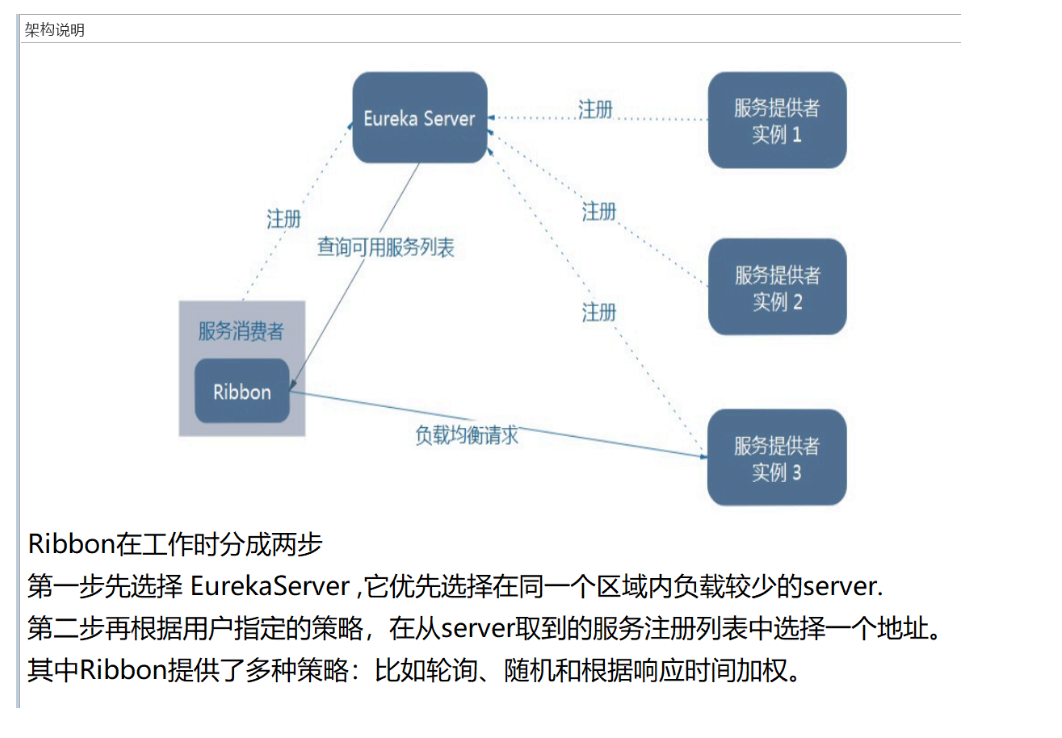 架构说明
Eureka Server
注册
服务提供者
实例 1
注册
注册
查询可用服务列表
服务提供者
实例 2
注册
服务消费者
Ribbon
负载均衡请求
服务提供者
实例 3
Ribbon在工作时分成两步
第一步先选择 EurekaServer ,它优先选择在同一个区域内负载较少的server.
第二步再根据用户指定的策略，在从server取到的服务注册列表中选择一个地址。
其中Ribbon提供了多种策略：比如轮询、随机和根据响应时间加权。